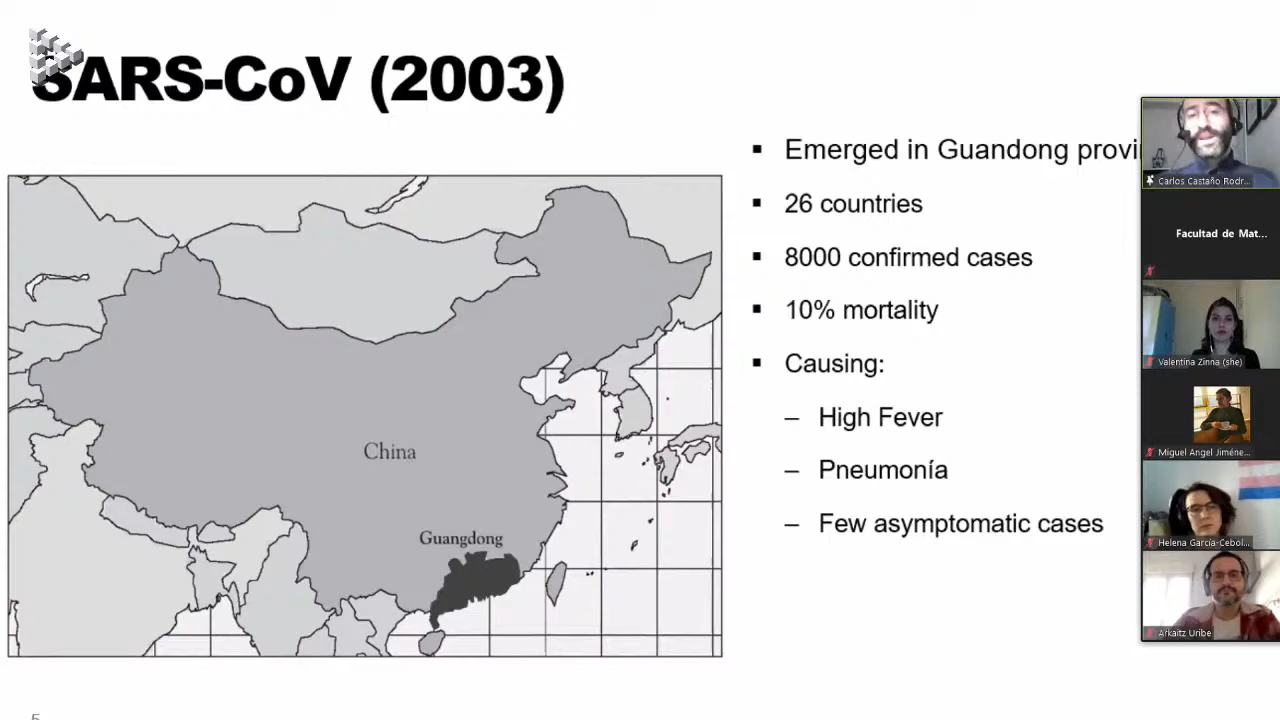 SARS-CoV (2003)
▪ Emerged in Guandong
▪ 26 countries
▪ 8000 confirmed cases
▪ 10% mortality
▪ Causing:
– High Fever
– Pneumonía
– Few asymptomatic cases
China
Guangdong
Carlos Castaño Rodr...
Facultad de Mat...
Valentina Zinna (she)
Miguel Angel Jiméne...
Helena García-Cebol...
Arkaitz Uribe
5